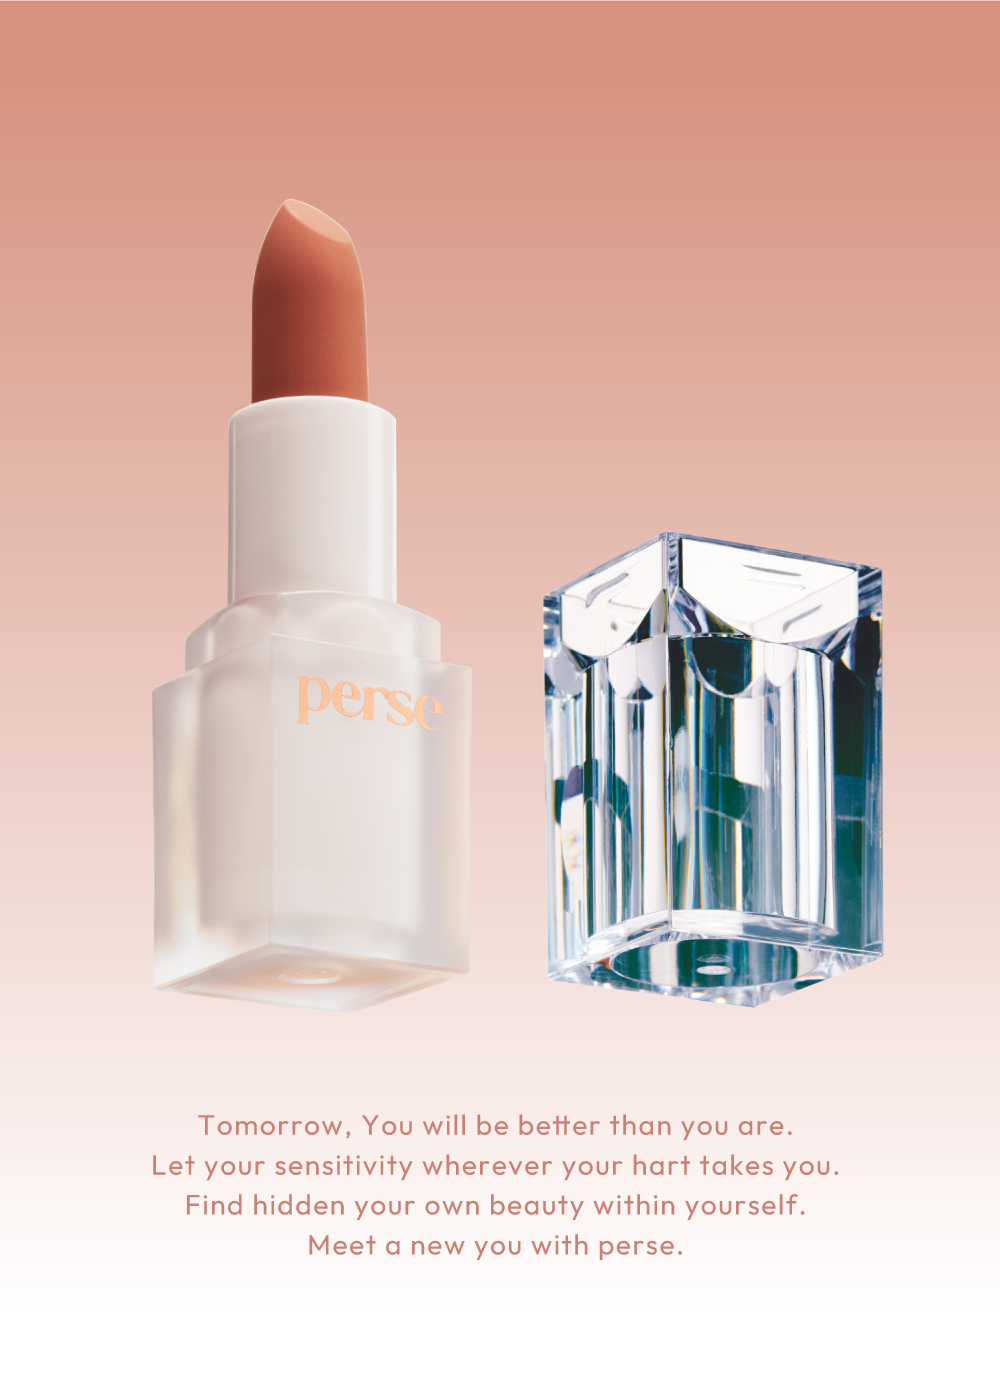 perse
Tomorrow, You will be better than you are.
Let your sensitivity wherever your hart takes you.
Find hidden your own beauty within yourself.
Meet a new you with perse.